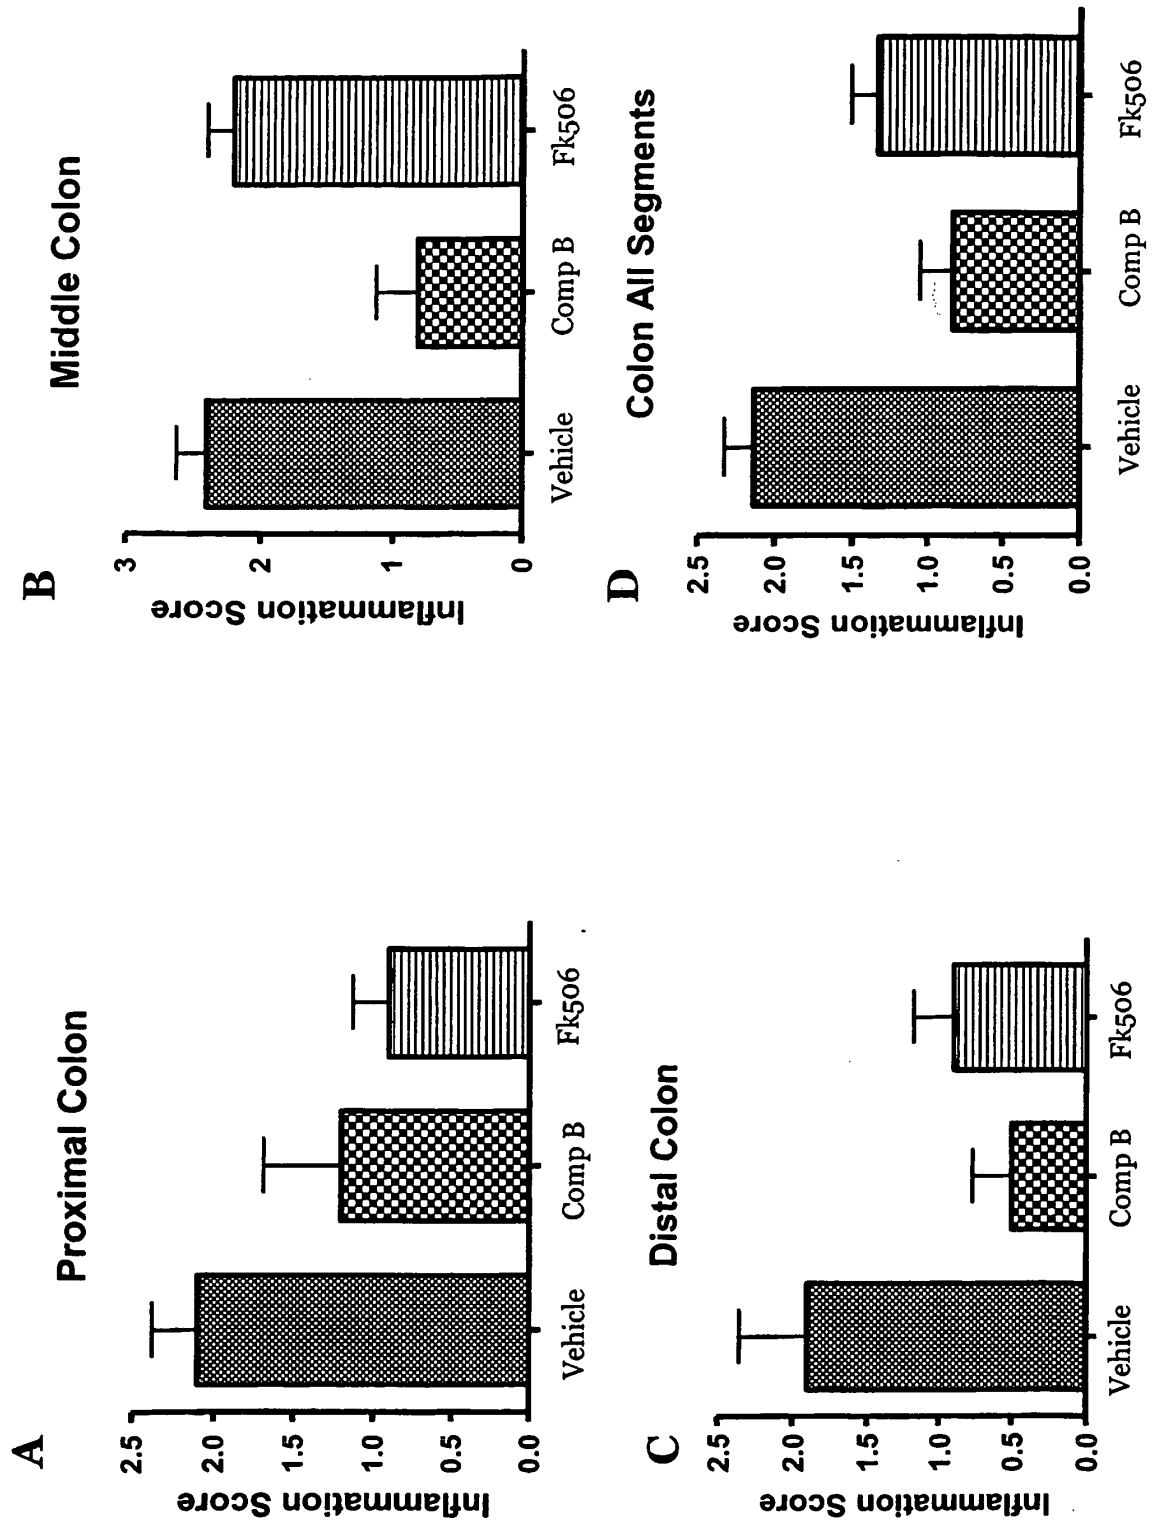 A
Proximal Colon
Inflammation Score
2.5
2.0
1.5
1.0
0.5
0.0
Vehicle
Comp B
Fk506
B
Middle Colon
Inflammation Score
3
2
1
0
Vehicle
Comp B
Fk506
C
Distal Colon
Inflammation Score
2.5
2.0
1.5
1.0
0.5
0.0
Vehicle
Comp B
Fk506
D
Colon All Segments
Inflammation Score
2.5
2.0
1.5
1.0
0.5
0.0
Vehicle
Comp B
Fk506